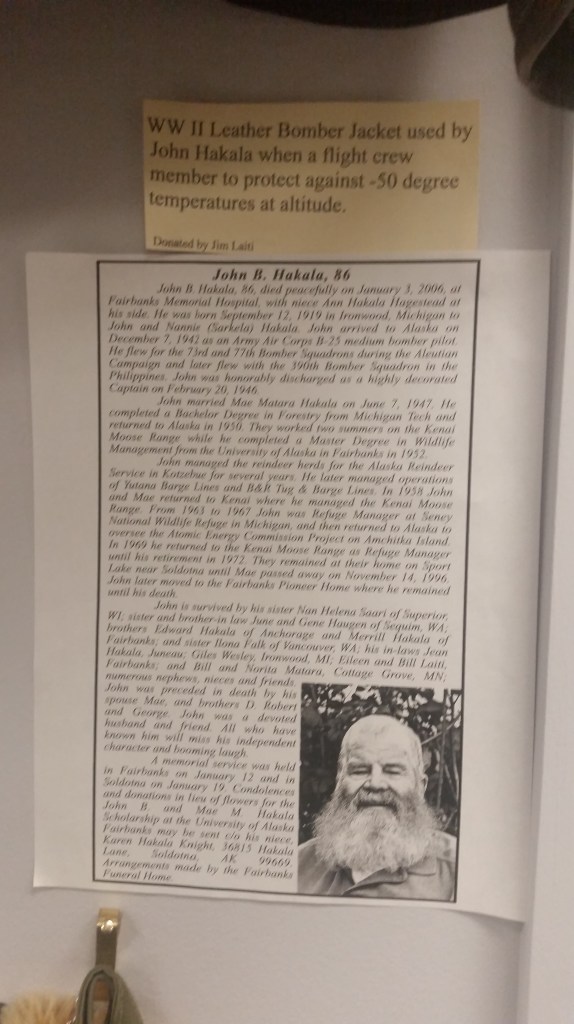 WW II Leather Bomber Jacket used by
John Hakala when a flight crew
member to protect against -50 degree
temperatures at altitude.
Donated by Jim Laiti
John B. Hakala, 86
John B. Hakala, 86, died peacefully on January 3, 2006, at
Fairbanks Memorial Hospital, with niece Ann Hakala Hagestead at
his side. He was born September 12, 1919 in Ironwood, Michigan to
John and Nannie (Sarkela) Hakala. John arrived to Alaska on
December 7, 1942 as an Army Air Corps B-25 medium bomber pilot.
He flew for the 73rd and 77th Bomber Squadrons during the Aleutian
Campaign and later flew with the 390th Bomber Squadron in the
Philippines. John was honorably discharged as a highly decorated
Captain on February 20, 1946.
John married Mae Matara Hakala on June 7, 1947. He
completed a Bachelor Degree in Forestry from Michigan Tech and
returned to Alaska in 1950. They worked two summers on the Kenai
Moose Range while he completed a Master Degree in Wildlife
Management from the University of Alaska in Fairbanks in 1952.
John managed the reindeer herds for the Alaska Reindeer
Service in Kotzebue for several years. He later managed operations
of Yutana Barge Lines and B&R Tug & Barge Lines. In 1958 John
and Mae returned to Kenai where he managed the Kenai Moose
Range. From 1963 to 1967 John was Refuge Manager at Seney
National Wildlife Refuge in Michigan, and then returned to Alaska to
oversee the Atomic Energy Commission Project on Amchitka Island.
In 1969 he returned to the Kenai Moose Range as Refuge Manager
until his retirement in 1972. They remained at their home on Sport
Lake near Soldotna until Mae passed away on November 14, 1996.
John later moved to the Fairbanks Pioneer Home where he remained
until his death.
John is survived by his sister Nan Helena Saari of Superior,
WI; sister and brother-in law June and Gene Haugen of Sequim, WA;
brothers Edward Hakala of Anchorage and Merrill Hakala of
Fairbanks; and sister Ilona Falk of Vancouver, WA; his in-laws Jean
Hakala, Juneau; Giles Wesley, Ironwood, MI; Eileen and Bill Laiti,
Fairbanks; and Bill and Norita Matara, Cottage Grove, MN;
numerous nephews, nieces and friends.
John was preceded in death by his
spouse Mae, and brothers D. Robert
and George. John was a devoted
husband and friend. All who have
known him will miss his independent
character and booming laugh.
A memorial service was held
in Fairbanks on January 12 and in
Soldotna on January 19. Condolences
and donations in lieu of flowers for the
John B. and Mae M. Hakala
Scholarship at the University of Alaska
Fairbanks may be sent c/o his niece,
Karen Hakala Knight, 36815 Hakala
Lane, Soldotna, AK 99669.
Arrangements made by the Fairbanks
Funeral Home.